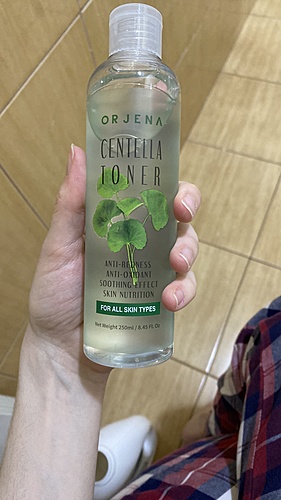 ORJENA
CENTELLA
TONER
ANTI-REDNESS
ANTI-OXIDANT
SOOTHING EFFECT
SKIN NUTRITION
FOR ALL SKIN TYPES
Net Weight 250ml / 8.45 Fl.Oz